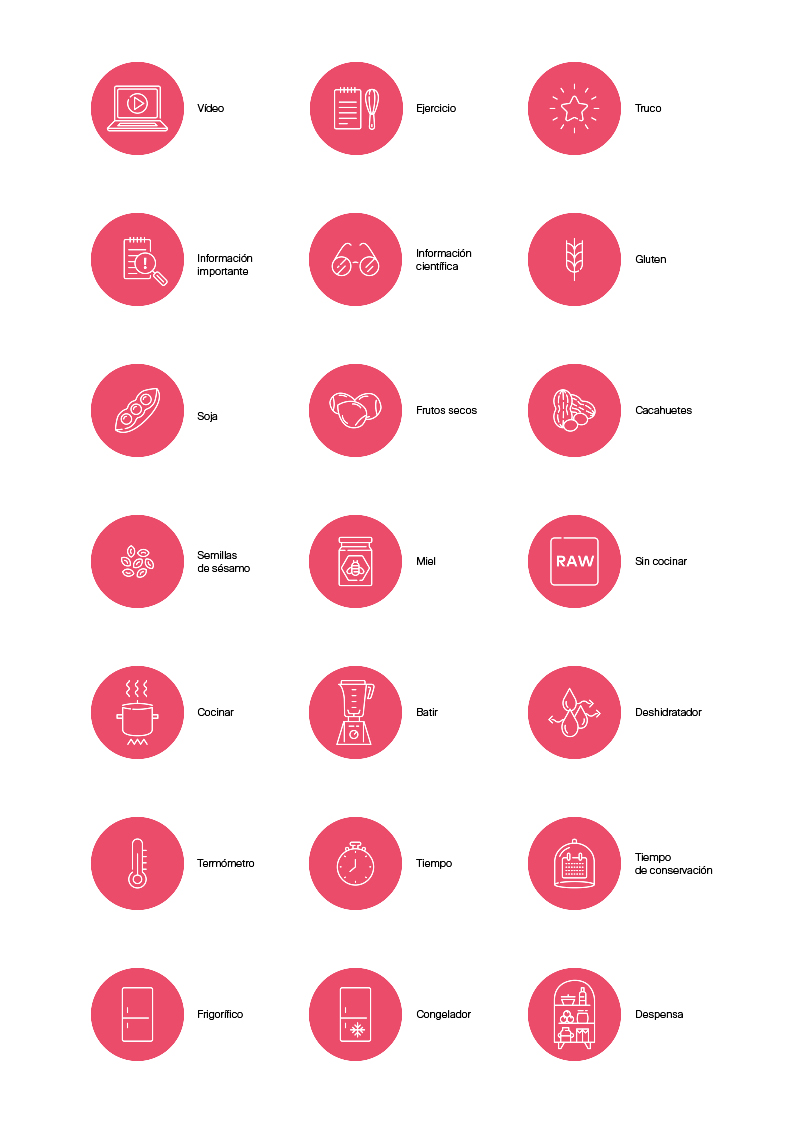 Vídeo
Ejercicio
Truco
Información
importante
Información
científica
Gluten
Soja
Frutos secos
Cacahuetes
Semillas
de sésamo
Miel
RAW
Sin cocinar
Cocinar
Batir
Deshidratador
Termómetro
Tiempo
Tiempo
de conservación
Frigorífico
Congelador
Despensa